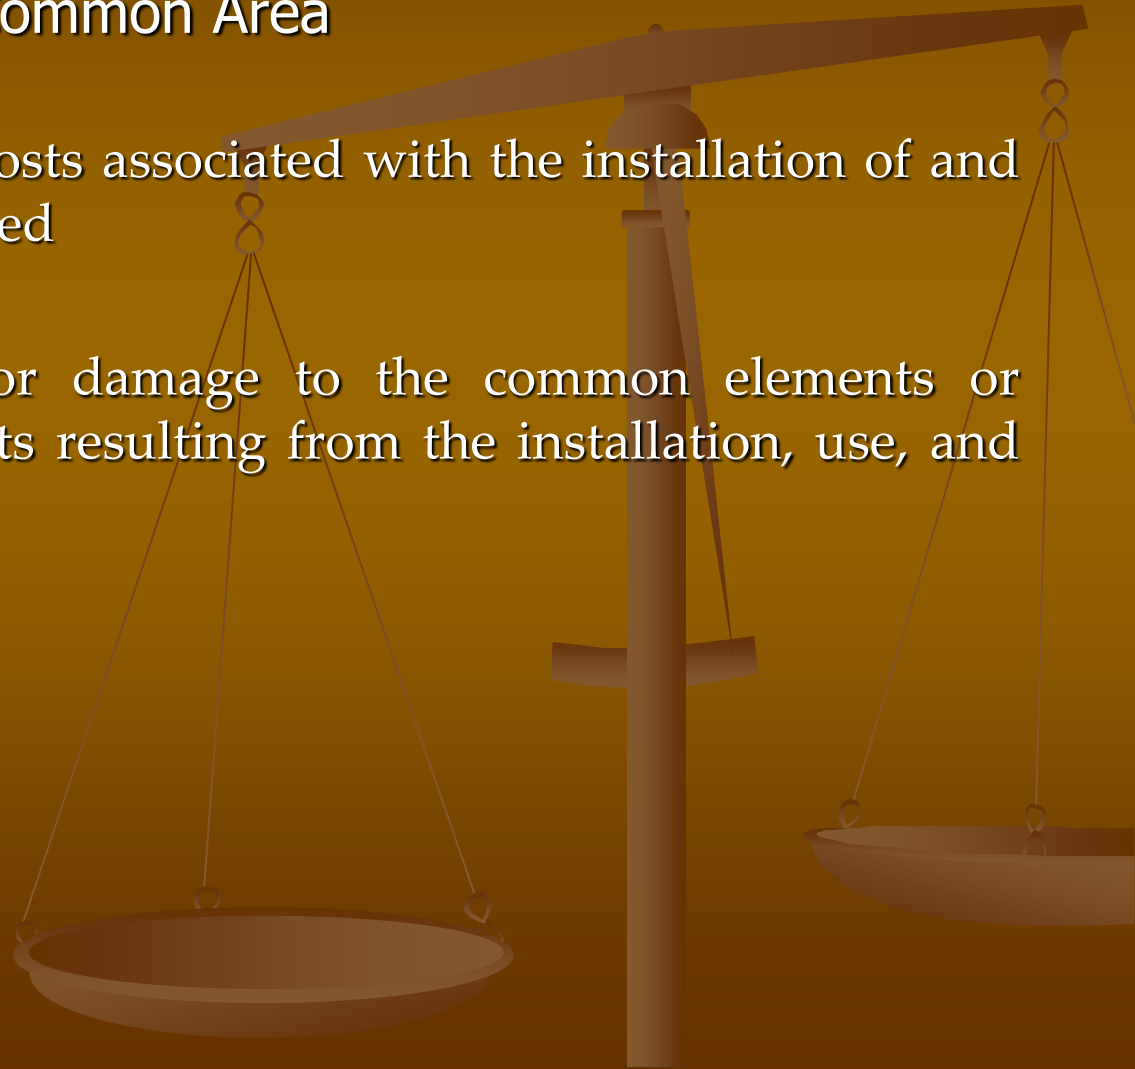 ommon Area
osts associated with the installation of and
ed
or damage to the common elements or
ts resulting from the installation, use, and